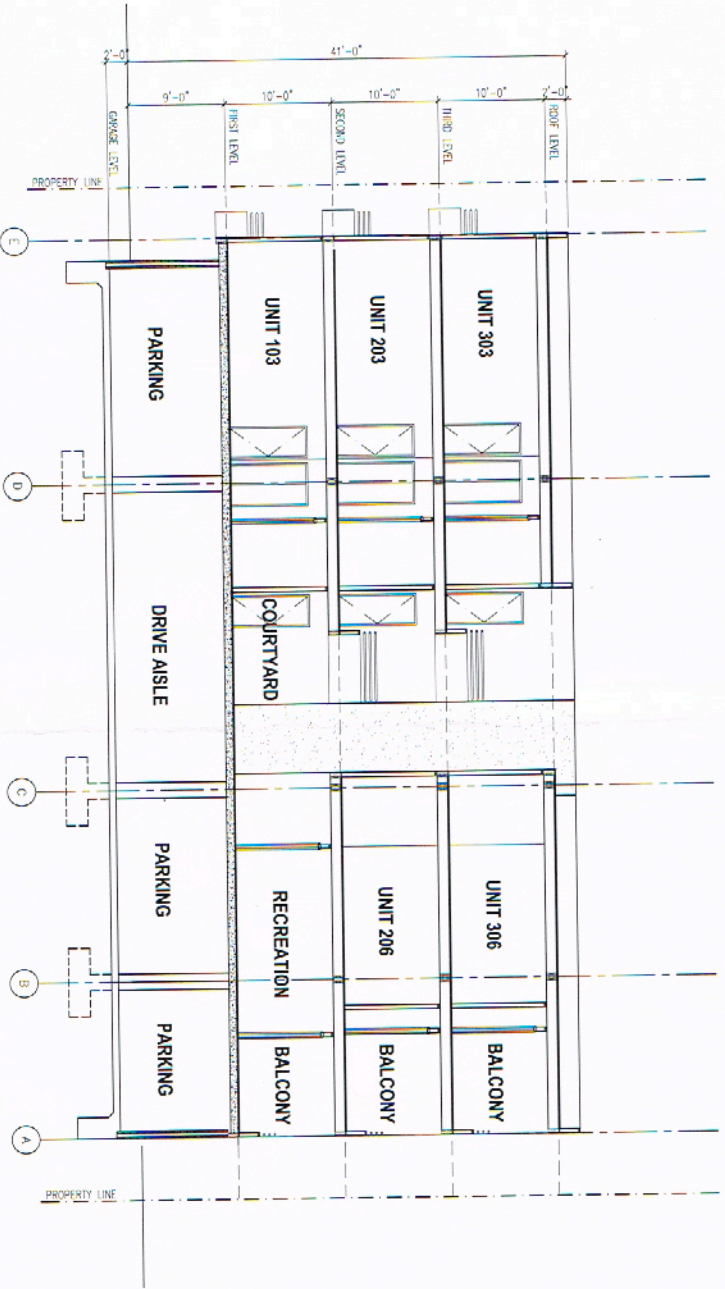 2'-0
41'-0"
9'-0"
10'-0"
10'-0"
10'-0"
2'-0"
GARAGE LEVEL
FIRST LEVEL
SECOND LEVEL
THIRD LEVEL
ROOF LEVEL
PROPERTY LINE
E
UNIT 303
UNIT 203
UNIT 103
PARKING
D
COURTYARD
DRIVE AISLE
C
UNIT 306
UNIT 206
RECREATION
PARKING
B
BALCONY
BALCONY
BALCONY
PARKING
A
PROPERTY LINE